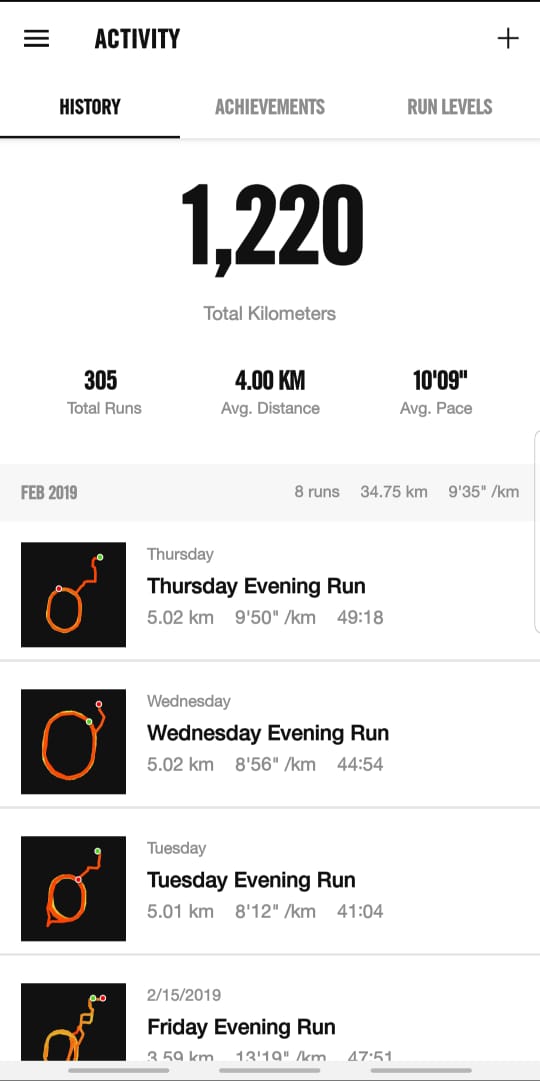 ACTIVITY
HISTORY ACHIEVEMENTS RUN LEVELS
1,220
Total Kilometers
305 4.00 KM 10'09"
Total Runs Avg. Distance Avg. Pace
FEB 2019 8 runs 34.75 km 9'35" /km
Thursday
Thursday Evening Run
5.02 km 9'50" /km 49:18
Wednesday
Wednesday Evening Run
5.02 km 8'56" /km 44:54
Tuesday
Tuesday Evening Run
5.01 km 8'12" /km 41:04
2/15/2019
Friday Evening Run
3.59 km 13'19" /km 47:51